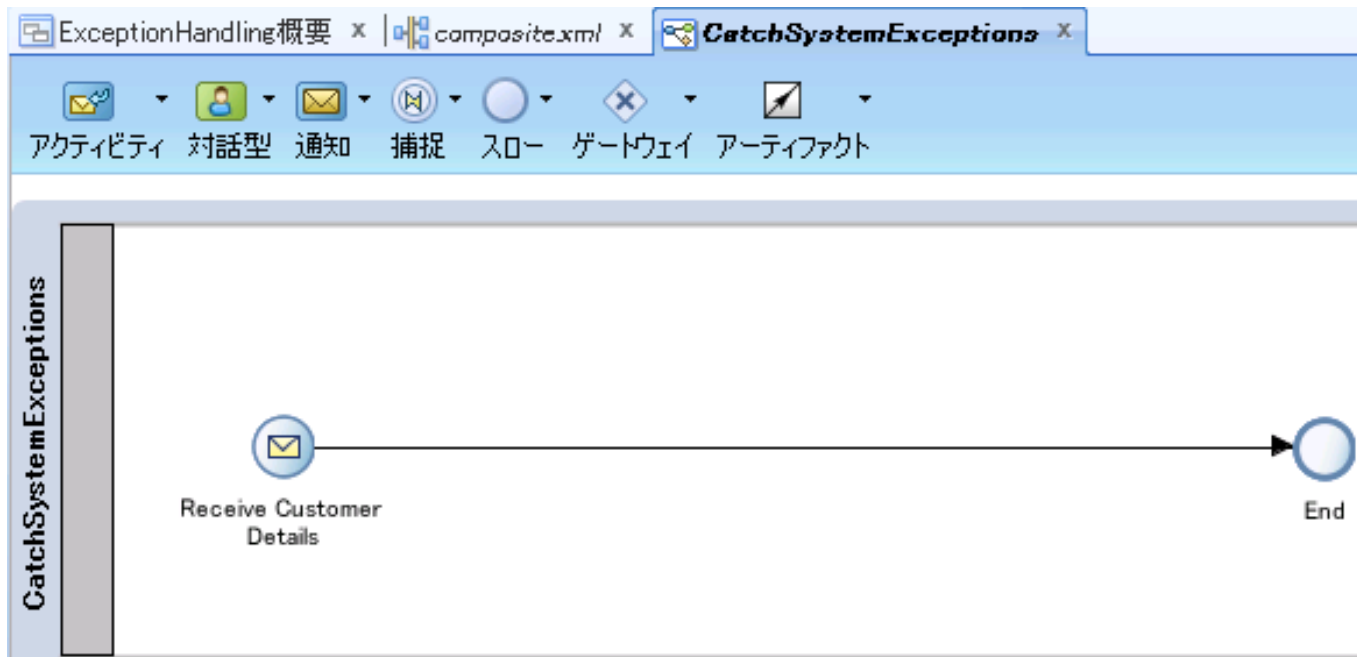 ExceptionHandling概要 x composite.xml x CatchSystemExceptions x
アクティビティ 対話型 通知 捕捉 スロー ゲートウェイ アーティファクト
CatchSystemExceptions
Receive Customer
Details
End